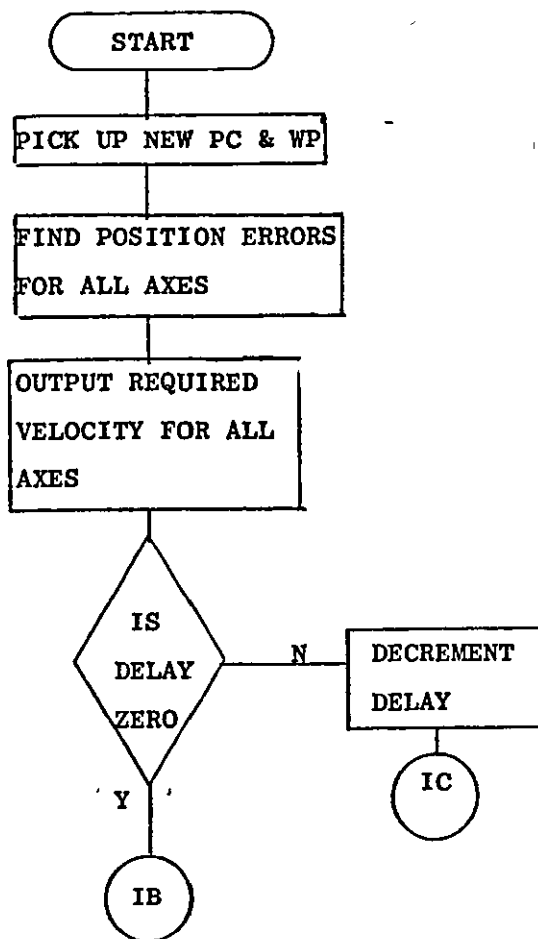 START
PICK UP NEW PC & WP
FIND POSITION ERRORS
FOR ALL AXES
OUTPUT REQUIRED
VELOCITY FOR ALL
AXES
IS
DELAY
ZERO
N
DECREMENT
DELAY
IC
Y
IB